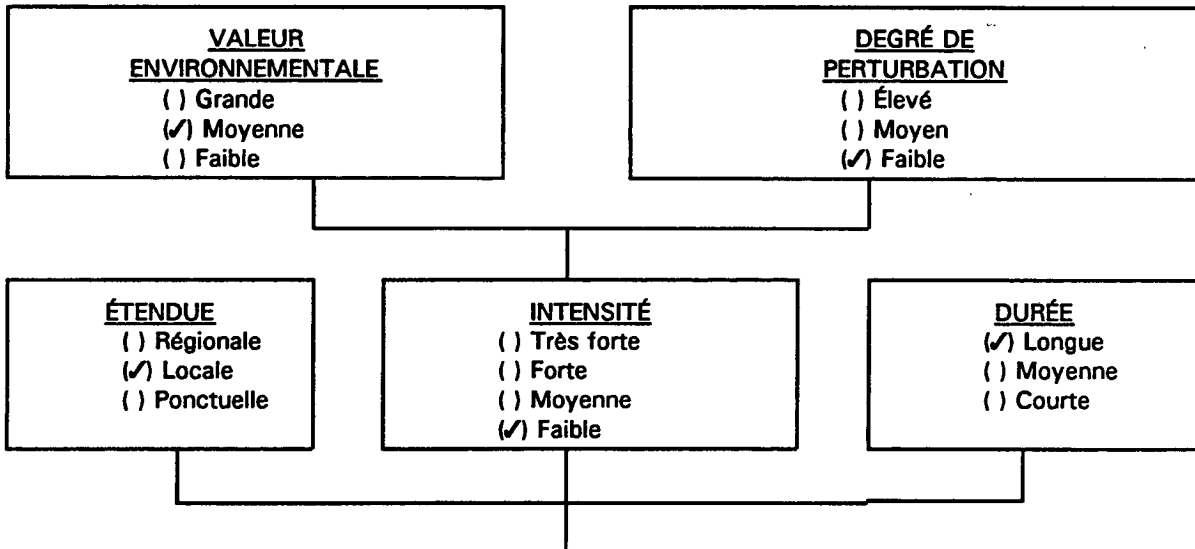 VALEUR
ENVIRONNEMENTALE
( ) Grande
(✓) Moyenne
( ) Faible
DEGRÉ DE
PERTURBATION
( ) Élevé
( ) Moyen
(✓) Faible
ÉTENDUE
( ) Régionale
(✓) Locale
( ) Ponctuelle
INTENSITÉ
( ) Très forte
( ) Forte
( ) Moyenne
(✓) Faible
DURÉE
(✓) Longue
( ) Moyenne
( ) Courte